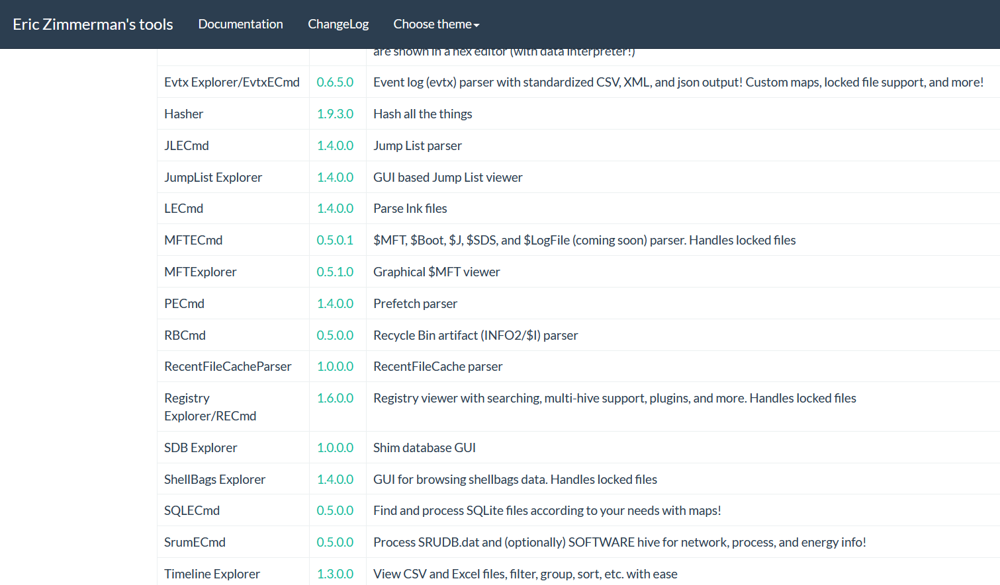 Eric Zimmerman's tools Documentation ChangeLog Choose theme
are shown in a hex editor (with data interpreter!)
Evtx Explorer/EvtxECmd 0.6.5.0 Event log (evtx) parser with standardized CSV, XML, and json output! Custom maps, locked file support, and more!
Hasher 1.9.3.0 Hash all the things
JLECmd 1.4.0.0 Jump List parser
JumpList Explorer 1.4.0.0 GUI based Jump List viewer
LECmd 1.4.0.0 Parse lnk files
MFTECmd 0.5.0.1 $MFT, $Boot, $J, $SDS, and $LogFile (coming soon) parser. Handles locked files
MFTExplorer 0.5.1.0 Graphical $MFT viewer
PECmd 1.4.0.0 Prefetch parser
RBCmd 0.5.0.0 Recycle Bin artifact (INFO2/$I) parser
RecentFileCacheParser 1.0.0.0 RecentFileCache parser
Registry 1.6.0.0 Registry viewer with searching, multi-hive support, plugins, and more. Handles locked files
Explorer/RECmd
SDB Explorer 1.0.0.0 Shim database GUI
ShellBags Explorer 1.4.0.0 GUI for browsing shellbags data. Handles locked files
SQLECmd 0.5.0.0 Find and process SQLite files according to your needs with maps!
SrumECmd 0.5.0.0 Process SRUDB.dat and (optionally) SOFTWARE hive for network, process, and energy info!
Timeline Explorer 1.3.0.0 View CSV and Excel files, filter, group, sort, etc. with ease